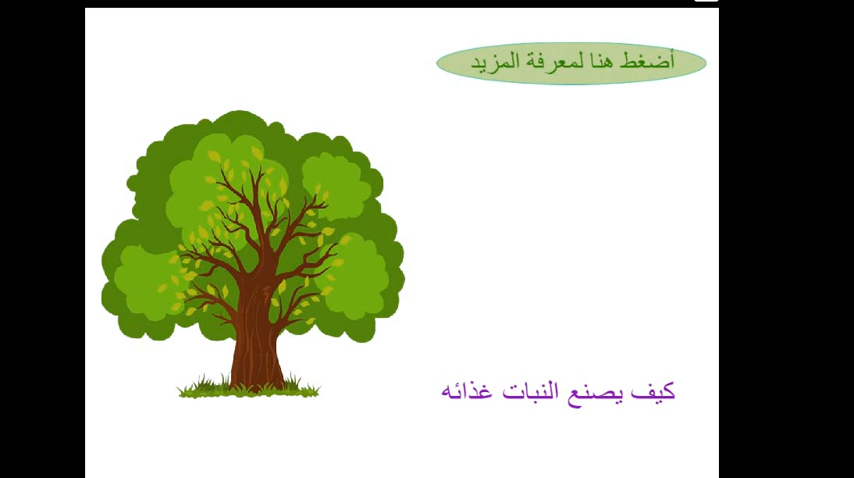 أضغط هنا لمعرفة المزيد
كيف يصنع النبات غذائه